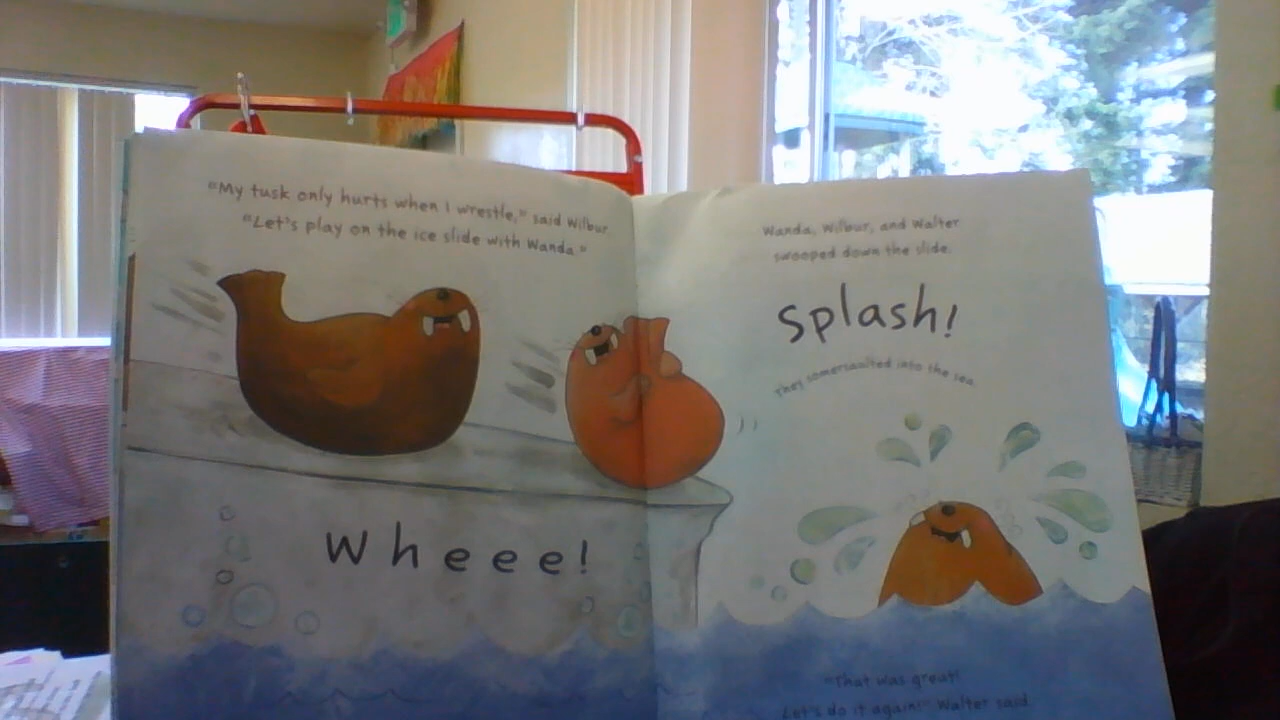 "My tusk only hurts when I wrestle," said Wilbur.
"Let's play on the ice slide with Wanda."
Wheee!
Wanda, Wilbur, and Walter
swooped down the slide.
Splash!
They somersaulted into the sea.
"That was great!
Let's do it again!" Walter said.